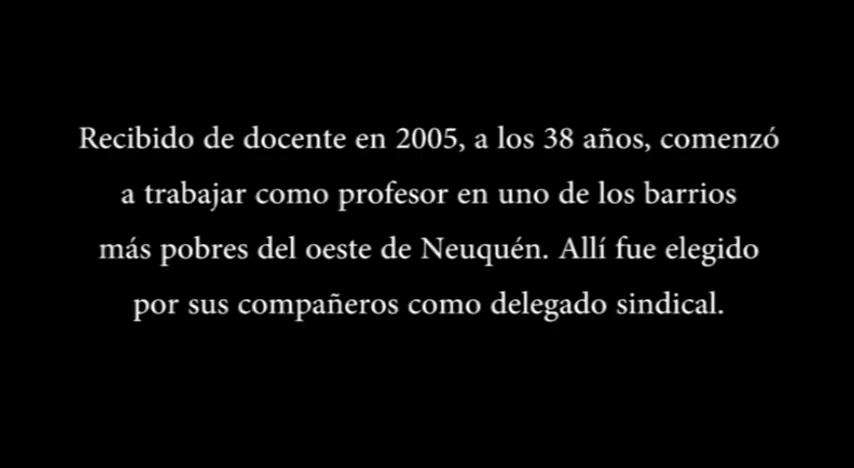 Recibido de docente en 2005, a los 38 años, comenzó
a trabajar como profesor en uno de los barrios
más pobres del oeste de Neuquén. Allí fue elegido
por sus compañeros como delegado sindical.